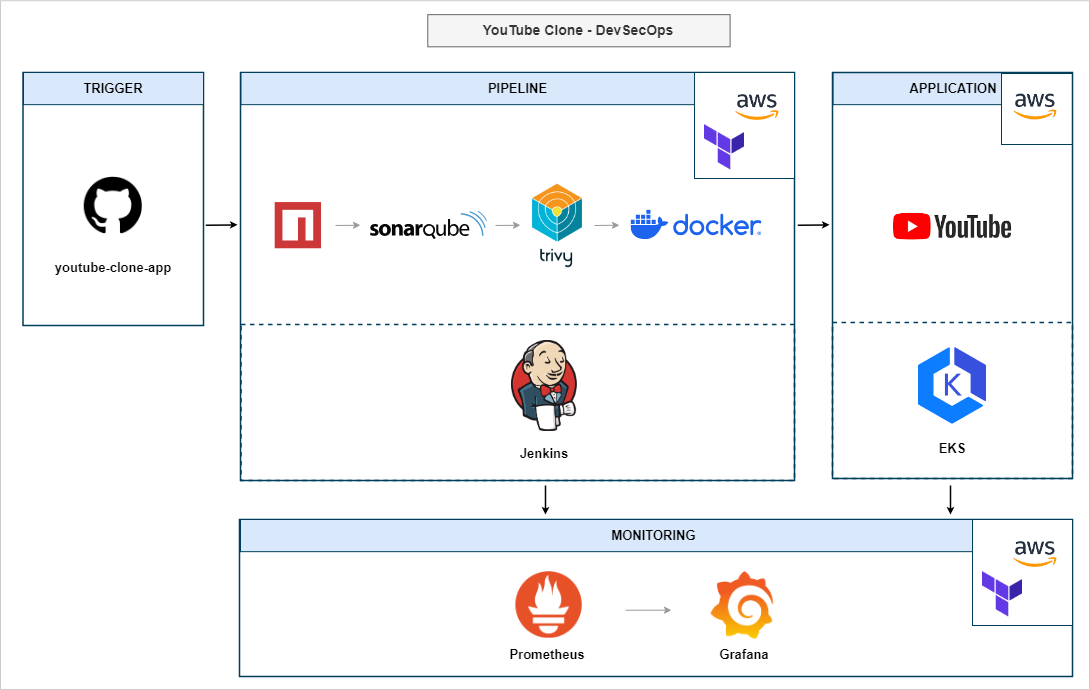 YouTube Clone - DevSecOps
TRIGGER
youtube-clone-app
PIPELINE
aws
sonarqube
trivy
docker
Jenkins
APPLICATION
aws
YouTube
K
EKS
MONITORING
aws
Prometheus
Grafana